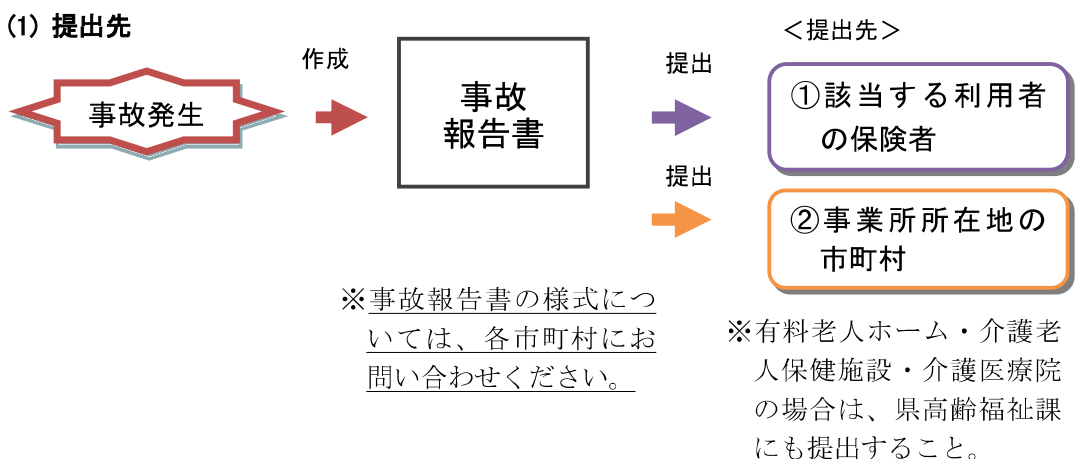 (1) 提出先
事故発生
作成
事故
報告書
提出
提出
＜提出先＞
①該当する利用者
の保険者
②事業所所在地の
市町村
※事故報告書の様式につ
いては、各市町村にお
問い合わせください。
※有料老人ホーム・介護老
人保健施設・介護医療院
の場合は、県高齢福祉課
にも提出すること。